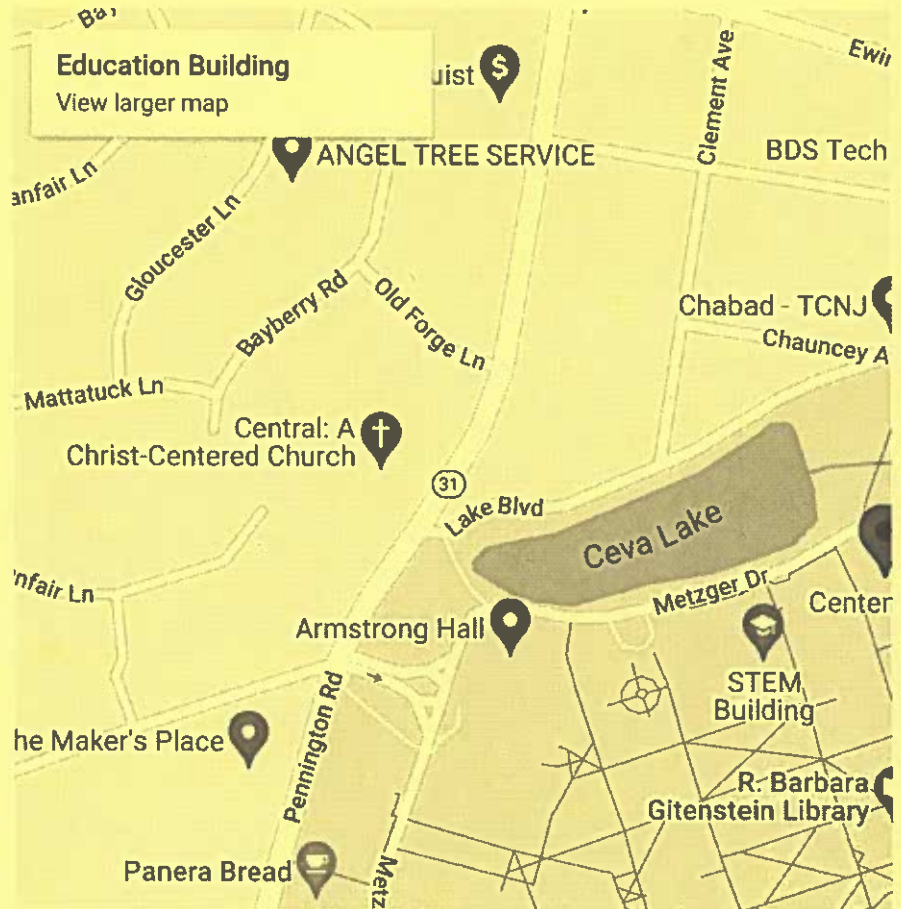 Bay
Education Building
View larger map
uist
Ewin
Clement Ave
ANGEL TREE SERVICE
BDS Tech
anfair Ln
Gloucester Ln
Bayberry Rd
Old Forge Ln
Chabad - TCNJ
Chauncey A
Mattatuck Ln
Central: A
Christ-Centered Church
31
Lake Blvd
Ceva Lake
nfair Ln
Metzger Dr
Center
Armstrong Hall
STEM
Building
Pennington Rd
he Maker's Place
R. Barbara
Gitenstein Library
Panera Bread
Metz